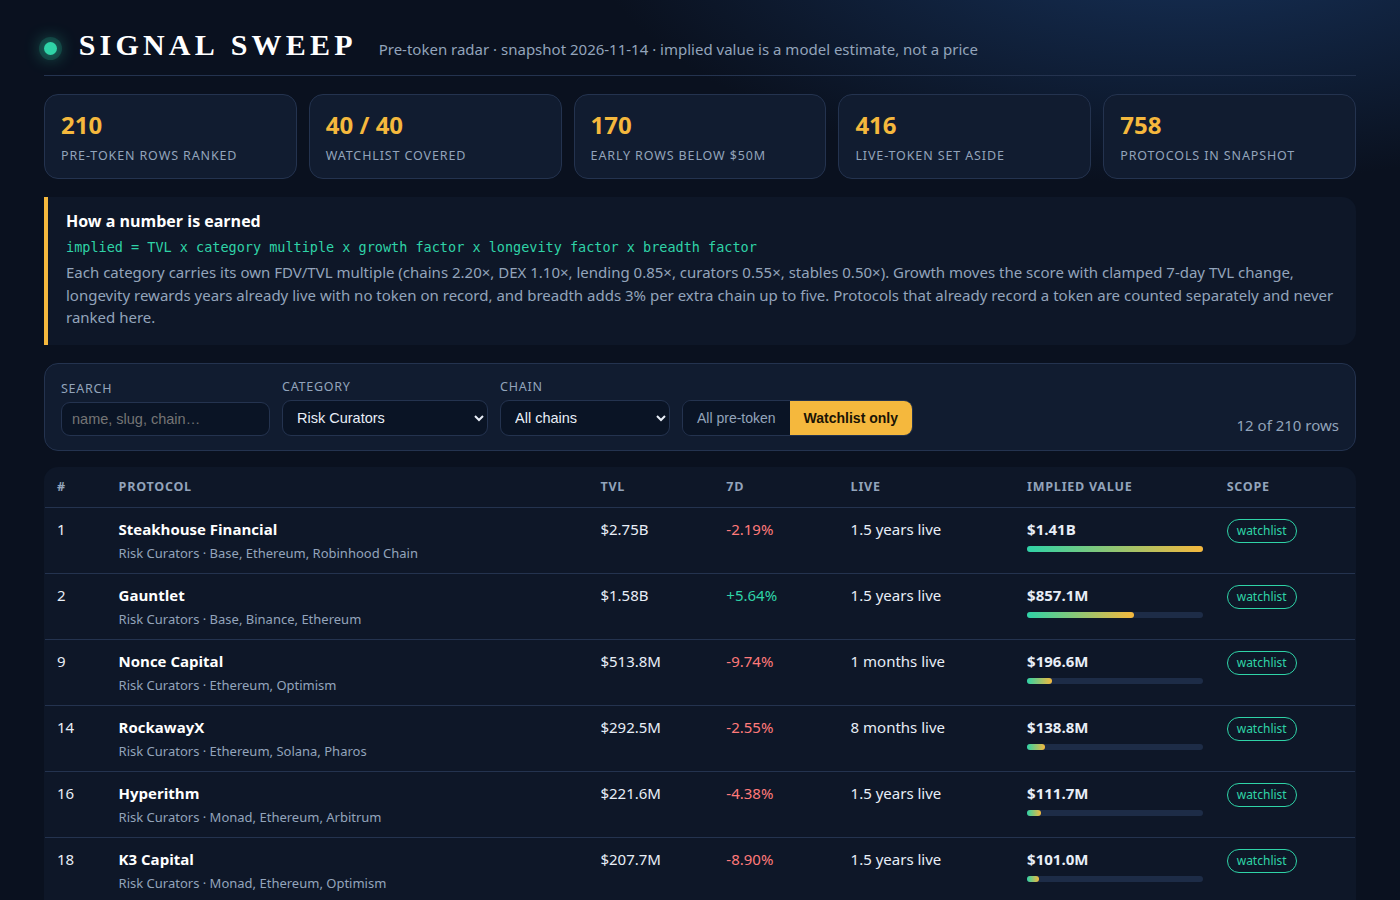 SIGNAL SWEEP Pre-token radar · snapshot 2026-11-14 · implied value is a model estimate, not a price
210 40 / 40 170 416 758
PRE-TOKEN ROWS RANKED WATCHLIST COVERED EARLY ROWS BELOW $50M LIVE-TOKEN SET ASIDE PROTOCOLS IN SNAPSHOT
How a number is earned
implied = TVL x category multiple x growth factor x longevity factor x breadth factor
Each category carries its own FDV/TVL multiple (chains 2.20×, DEX 1.10×, lending 0.85×, curators 0.55×, stables 0.50×). Growth moves the score with clamped 7-day TVL change,
longevity rewards years already live with no token on record, and breadth adds 3% per extra chain up to five. Protocols that already record a token are counted separately and never
ranked here.
SEARCH CATEGORY CHAIN
name, slug, chain… Risk Curators All chains All pre-token Watchlist only 12 of 210 rows
# PROTOCOL TVL 7D LIVE IMPLIED VALUE SCOPE
1 Steakhouse Financial $2.75B -2.19% 1.5 years live $1.41B watchlist
Risk Curators · Base, Ethereum, Robinhood Chain
2 Gauntlet $1.58B +5.64% 1.5 years live $857.1M watchlist
Risk Curators · Base, Binance, Ethereum
9 Nonce Capital $513.8M -9.74% 1 months live $196.6M watchlist
Risk Curators · Ethereum, Optimism
14 RockawayX $292.5M -2.55% 8 months live $138.8M watchlist
Risk Curators · Ethereum, Solana, Pharos
16 Hyperithm $221.6M -4.38% 1.5 years live $111.7M watchlist
Risk Curators · Monad, Ethereum, Arbitrum
18 K3 Capital $207.7M -8.90% 1.5 years live $101.0M watchlist
Risk Curators · Monad, Ethereum, Optimism